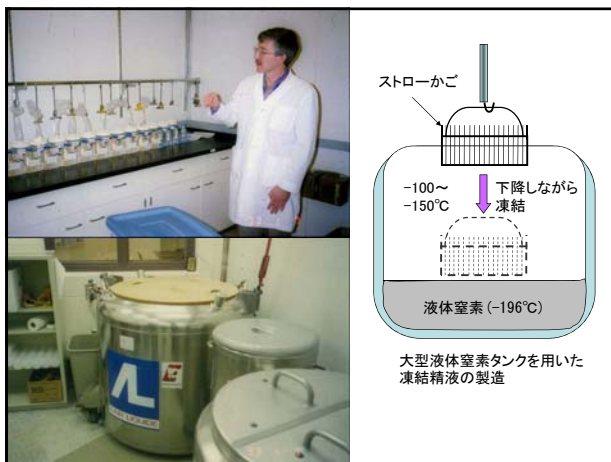 ストローかご
-100～
-150℃
下降しながら
凍結
液体窒素(-196℃)
大型液体窒素タンクを用いた
凍結精液の製造
AL
LIQUIDE